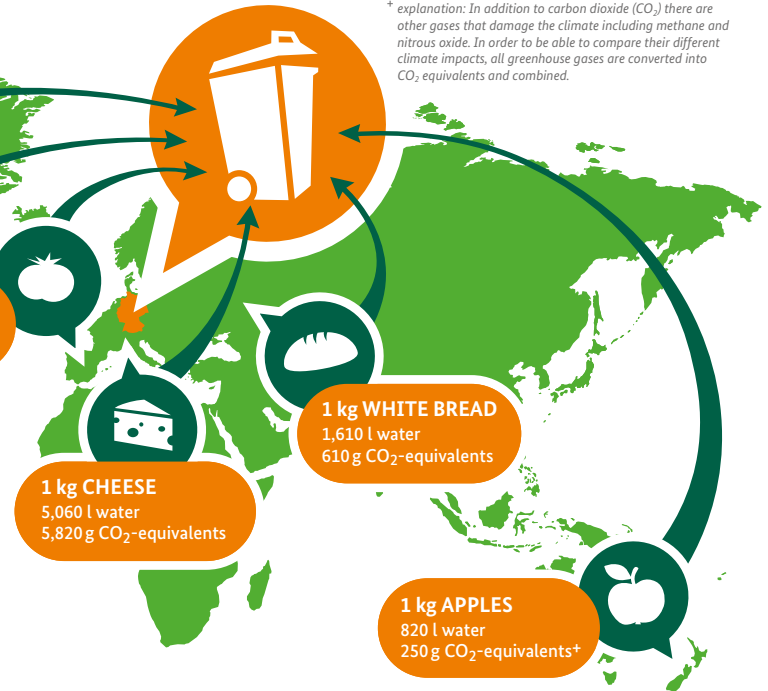 + explanation: In addition to carbon dioxide (CO₂) there are
other gases that damage the climate including methane and
nitrous oxide. In order to be able to compare their different
climate impacts, all greenhouse gases are converted into
CO₂ equivalents and combined.
1 kg WHITE BREAD
1,610 l water
610 g CO₂-equivalents
1 kg CHEESE
5,060 l water
5,820 g CO₂-equivalents
1 kg APPLES
820 l water
250 g CO₂-equivalents+